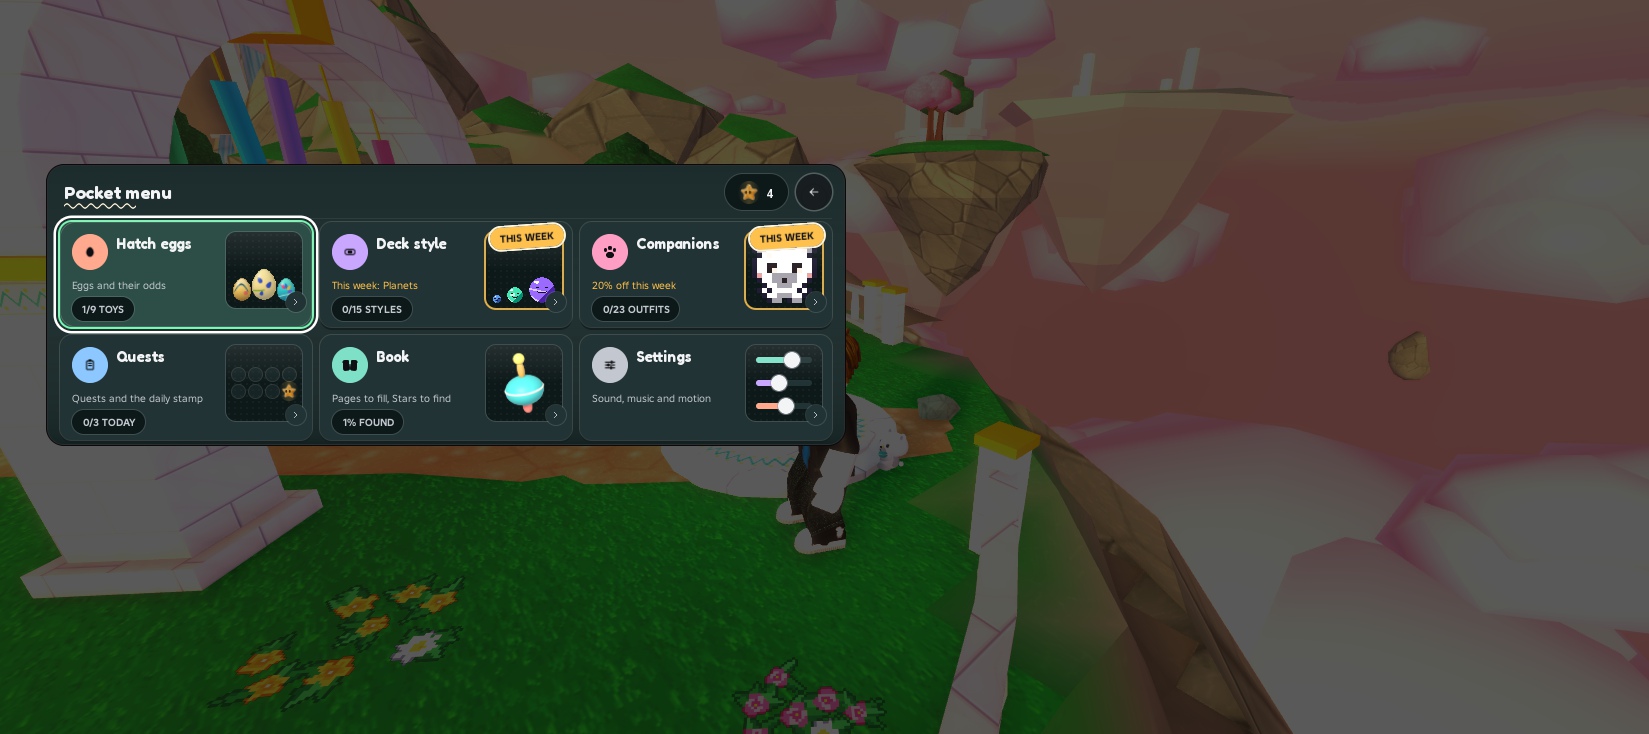 Pocket menu
4
Hatch eggs
Eggs and their odds
1/9 TOYS
Deck style
THIS WEEK
This week: Planets
0/15 STYLES
Companions
THIS WEEK
20% off this week
0/23 OUTFITS
Quests
Quests and the daily stamp
0/3 TODAY
Book
Pages to fill, Stars to find
1% FOUND
Settings
Sound, music and motion